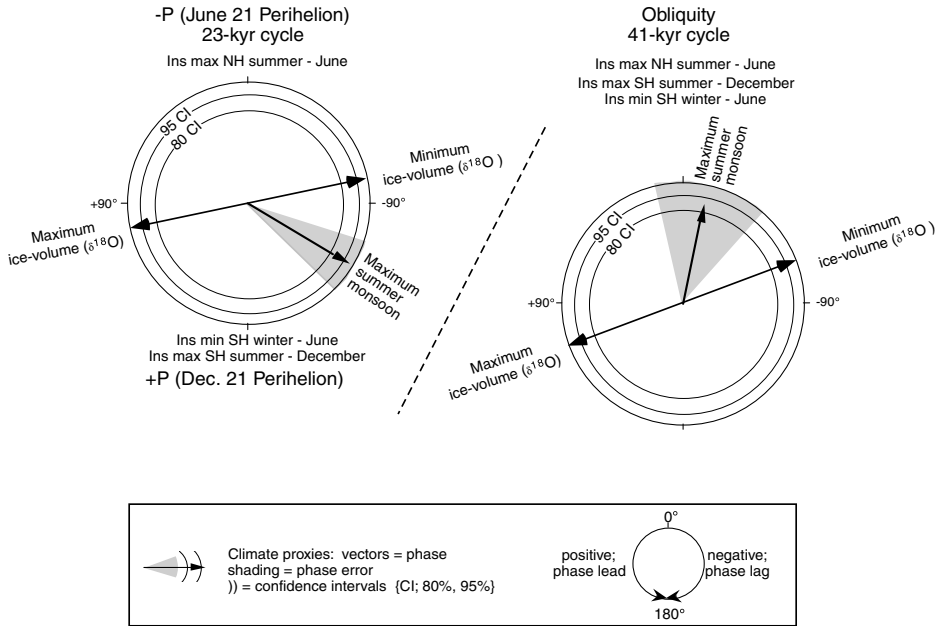 -P (June 21 Perihelion)
23-kyr cycle
Ins max NH summer - June
95 CI
80 CI
Minimum
ice-volume (δ18O )
+90°
-90°
Maximum
ice-volume (δ18O)
Maximum
summer
monsoon
Ins min SH winter - June
Ins max SH summer - December
+P (Dec. 21 Perihelion)
Obliquity
41-kyr cycle
Ins max NH summer - June
Ins max SH summer - December
Ins min SH winter - June
Maximum
summer
monsoon
95 CI
80 CI
Minimum
ice-volume (δ18O )
+90°
-90°
Maximum
ice-volume (δ18O)
Climate proxies: vectors = phase
shading = phase error
)) = confidence intervals {CI; 80%, 95%}
0°
positive;
phase lead
negative;
phase lag
180°